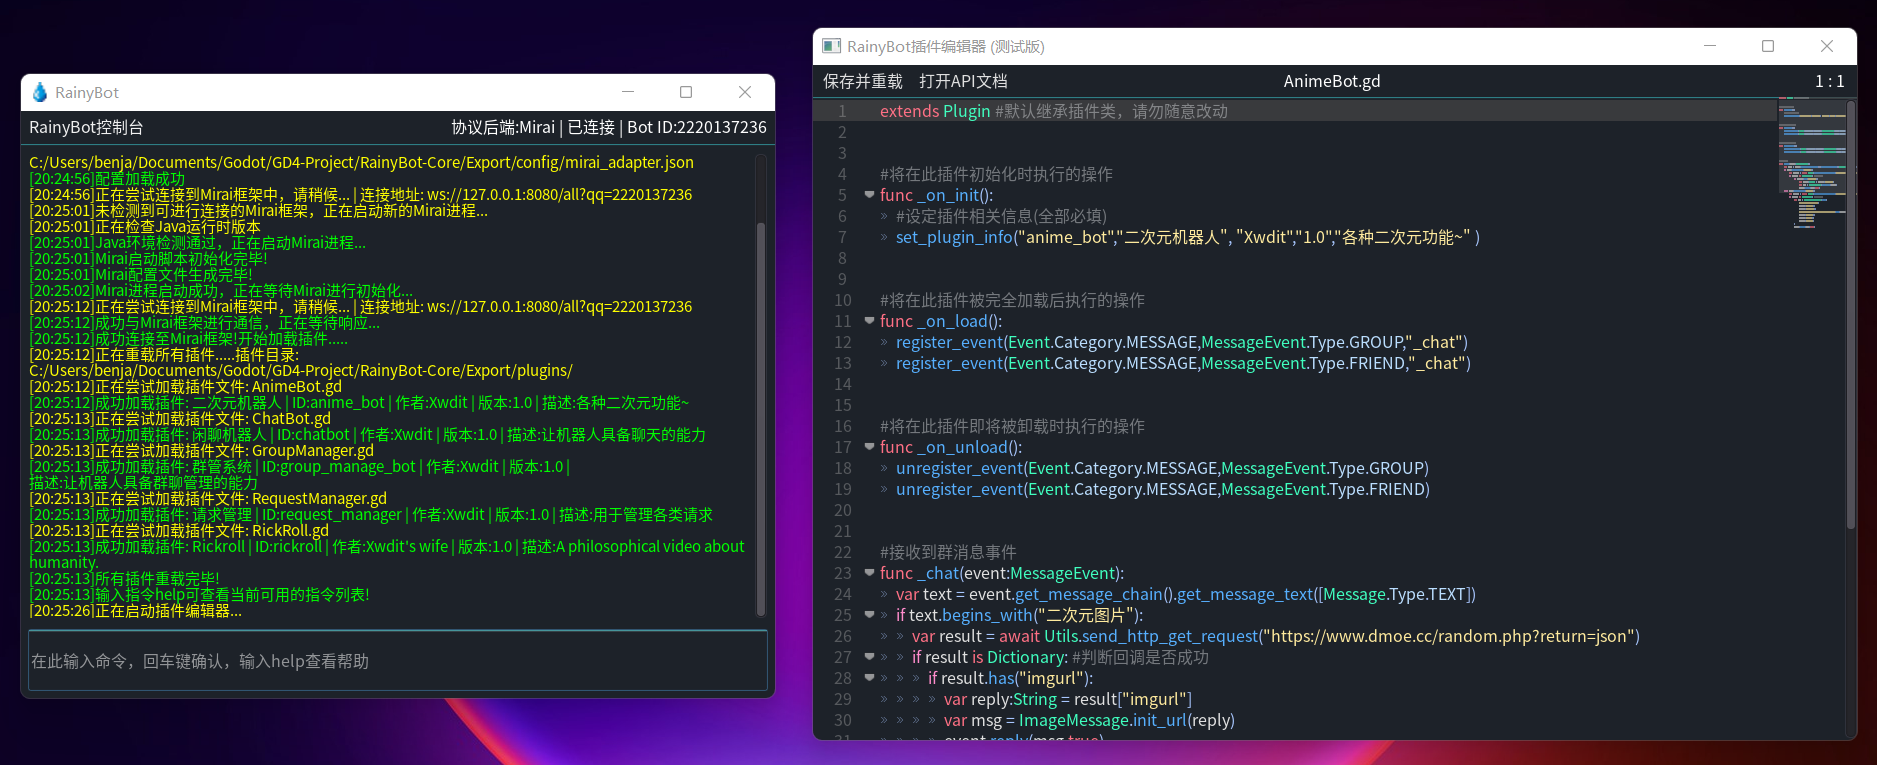 RainyBot
RainyBot控制台
协议后端:Mirai | 已连接 | Bot ID:2220137236
C:/Users/benja/Documents/Godot/GD4-Project/RainyBot-Core/Export/config/mirai_adapter.json
[20:24:56]配置加载成功
[20:24:56]正在尝试连接到Mirai框架中，请稍候... | 连接地址: ws://127.0.0.1:8080/all?qq=2220137236
[20:25:01]未检测到可进行连接的Mirai框架，正在启动新的Mirai进程...
[20:25:01]正在检查Java运行时版本
[20:25:01]Java环境检测通过，正在启动Mirai进程...
[20:25:01]Mirai启动脚本初始化完毕!
[20:25:01]Mirai配置文件生成完毕!
[20:25:02]Mirai进程启动成功，正在等待Mirai进行初始化...
[20:25:12]正在尝试连接到Mirai框架中，请稍候... | 连接地址: ws://127.0.0.1:8080/all?qq=2220137236
[20:25:12]成功与Mirai框架进行通信，正在等待响应...
[20:25:12]成功连接至Mirai框架!开始加载插件.....
[20:25:12]正在重载所有插件.....插件目录:
C:/Users/benja/Documents/Godot/GD4-Project/RainyBot-Core/Export/plugins/
[20:25:12]正在尝试加载插件文件: AnimeBot.gd
[20:25:12]成功加载插件: 二次元机器人 | ID:anime_bot | 作者:Xwdit | 版本:1.0 | 描述:各种二次元功能~
[20:25:13]正在尝试加载插件文件: ChatBot.gd
[20:25:13]成功加载插件: 闲聊机器人 | ID:chatbot | 作者:Xwdit | 版本:1.0 | 描述:让机器人具备聊天的能力
[20:25:13]正在尝试加载插件文件: GroupManager.gd
[20:25:13]成功加载插件: 群管系统 | ID:group_manage_bot | 作者:Xwdit | 版本:1.0 |
描述:让机器人具备群聊管理的能力
[20:25:13]正在尝试加载插件文件: RequestManager.gd
[20:25:13]成功加载插件: 请求管理 | ID:request_manager | 作者:Xwdit | 版本:1.0 | 描述:用于管理各类请求
[20:25:13]正在尝试加载插件文件: RickRoll.gd
[20:25:13]成功加载插件: Rickroll | ID:rickroll | 作者:Xwdit's wife | 版本:1.0 | 描述:A philosophical video about
humanity.
[20:25:13]所有插件重载完毕!
[20:25:13]输入指令help可查看当前可用的指令列表!
[20:25:26]正在启动插件编辑器...
在此输入命令，回车键确认，输入help查看帮助
RainyBot插件编辑器 (测试版)
保存并重载 打开API文档 AnimeBot.gd 1 : 1
1 extends Plugin #默认继承插件类，请勿随意改动
2
3
4 #将在此插件初始化时执行的操作
5 func _on_init():
6 » #设定插件相关信息(全部必填)
7 » set_plugin_info("anime_bot","二次元机器人", "Xwdit","1.0","各种二次元功能~" )
8
9
10 #将在此插件被完全加载后执行的操作
11 func _on_load():
12 » register_event(Event.Category.MESSAGE,MessageEvent.Type.GROUP,"_chat")
13 » register_event(Event.Category.MESSAGE,MessageEvent.Type.FRIEND,"_chat")
14
15
16 #将在此插件即将被卸载时执行的操作
17 func _on_unload():
18 » unregister_event(Event.Category.MESSAGE,MessageEvent.Type.GROUP)
19 » unregister_event(Event.Category.MESSAGE,MessageEvent.Type.FRIEND)
20
21
22 #接收到群消息事件
23 func _chat(event:MessageEvent):
24 » var text = event.get_message_chain().get_message_text([Message.Type.TEXT])
25 » if text.begins_with("二次元图片"):
26 » » var result = await Utils.send_http_get_request("https://www.dmoe.cc/random.php?return=json")
27 » » if result is Dictionary: #判断回调是否成功
28 » » » if result.has("imgurl"):
29 » » » » var reply:String = result["imgurl"]
30 » » » » var msg = ImageMessage.init_url(reply)
31 » » » » event.reply(msg,true)